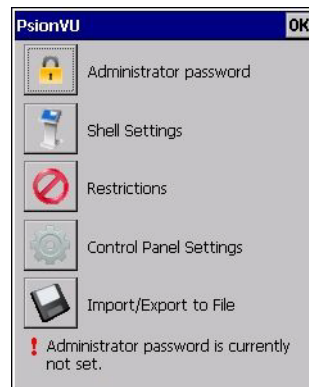 PsionVU OK
Administrator password
Shell Settings
Restrictions
Control Panel Settings
Import/Export to File
! Administrator password is currently
not set.